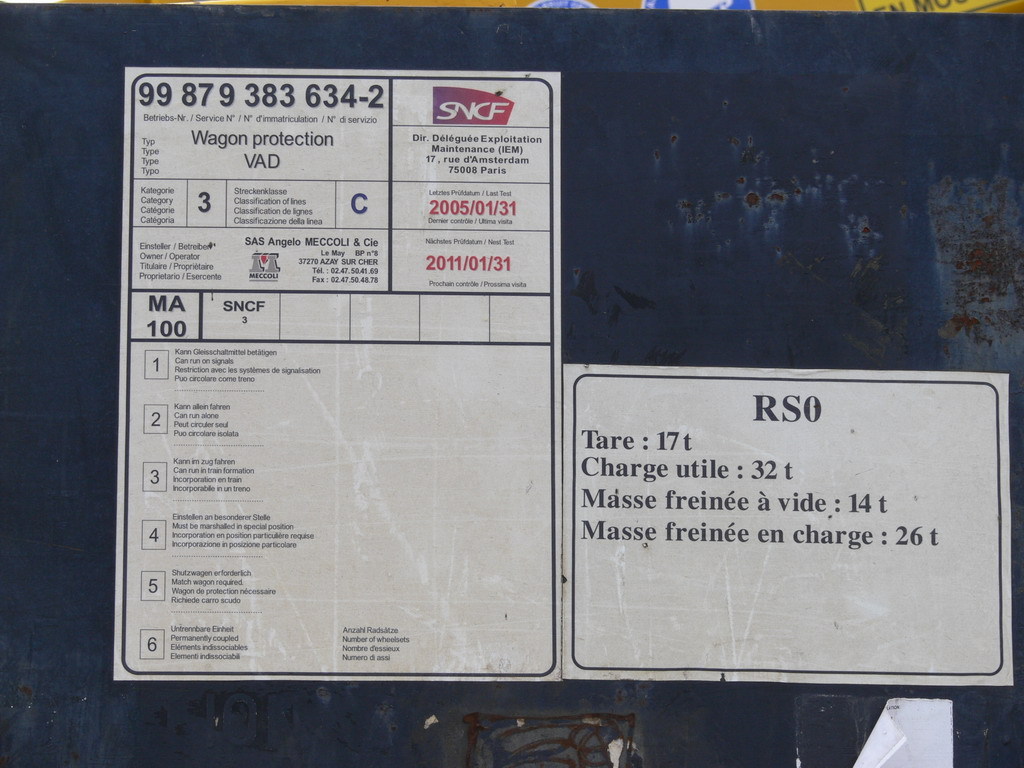 EN MOU
99 87 9 383 634-2
Betriebs-Nr. / Service N° / N° d'immatriculation / N° di servizio
Typ
Type
Type
Typo
Wagon protection
VAD
SNCF
Dir. Déléguée Exploitation
Maintenance (IEM)
17, rue d'Amsterdam
75008 Paris
Kategorie
Category
Catégorie
Catégoria
3
Streckenklasse
Classification of lines
Classification de lignes
Classificazione della linea
C
Letztes Prüfdatum / Last Test
2005/01/31
Dernier contrôle / Ultima visita
Einsteller / Betreiber
Owner / Operator
Titulaire / Propriétaire
Proprietario / Esercente
MECCOLI
SAS Angelo MECCOLI & Cie
Le May BP n°8
37270 AZAY SUR CHER
Tél. : 02.47.50.41.69
Fax : 02.47.50.48.78
Nächstes Prüfdatum / Nest Test
2011/01/31
Prochain contrôle / Prossima visita
MA
100
SNCF
3
1
Kann Gleisschaltmittel betätigen
Can run on signals
Restriction avec les systèmes de signalisation
Puo circolare come treno
2
Kann allein fahren
Can run alone
Peut circuler seul
Puo circolare isolata
3
Kann im zug fahren
Can run in train formation
Incorporation en train
Incorporabile in un treno
4
Einstellen an besonderer Stelle
Must be marshalled in special position
Incorporation en position particulière requise
Incorporazione in posizione particolare
5
Shutzwagen erforderlich
Match wagon required.
Wagon de protection nécessaire
Richiede carro scudo
6
Untrennbare Einheit
Permanently coupled
Eléments indissociables
Elementi indissociabili
Anzahl Radsätze
Number of wheelsets
Nombre d'essieux
Numero di assi
RS0
Tare : 17 t
Charge utile : 32 t
Masse freinée à vide : 14 t
Masse freinée en charge : 26 t